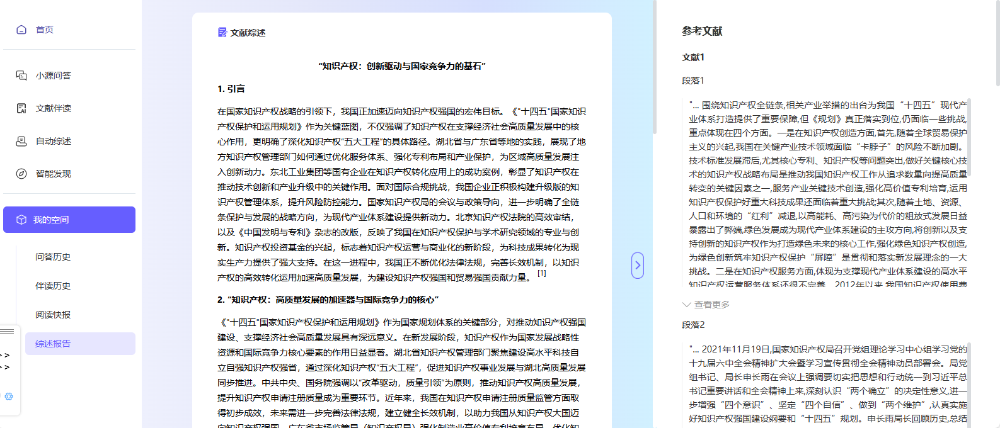 首页
小源问答
文献伴读
自动综述
智能发现
我的空间
问答历史
伴读历史
阅读快报
综述报告
> >
> >
文献综述
“知识产权：创新驱动与国家竞争力的基石”
1. 引言
在国家知识产权战略的引领下，我国正加速迈向知识产权强国的宏伟目标。《"十四五"国家知识
产权保护和运用规划》作为关键蓝图，不仅强调了知识产权在支撑经济社会高质量发展中的核
心作用，更明确了深化知识产权“五大工程”的具体路径。湖北省与广东省等地的实践，展现了地
方知识产权管理部门如何通过优化服务体系、强化专利布局和产业保护，为区域高质量发展注
入创新动力。东北工业集团等国有企业在知识产权转化应用上的成功案例，彰显了知识产权在
推动技术创新和产业升级中的关键作用。面对国际合规挑战，我国企业正积极构建升级版的知
识产权管理体系，提升风险防控能力。国家知识产权局的会议与政策导向，进一步明确了全链
条保护与发展的战略方向，为现代产业体系建设提供新动力。北京知识产权法院的高效审结，
以及《中国发明与专利》杂志的改版，反映了我国在知识产权保护与学术研究领域的专业与创
新。知识产权投资基金的兴起，标志着知识产权运营与商业化的新阶段，为科技成果转化为现
实生产力提供了强大支持。在这一进程中，我国正不断优化法律法规，完善长效机制，以知识
产权的高效转化运用加速高质量发展，为建设知识产权强国和贸易强国贡献力量。 [1]
2. “知识产权：高质量发展的加速器与国际竞争力的核心”
《"十四五"国家知识产权保护和运用规划》作为国家规划体系的关键部分，对推动知识产权强国
建设、支撑经济社会高质量发展具有深远意义。在新发展阶段，知识产权作为国家发展战略性
资源和国际竞争力核心要素的作用日益显著。湖北省知识产权管理部门聚焦建设高水平科技自
立自强知识产权强省，通过深化知识产权“五大工程”，促进知识产权事业发展与湖北高质量发展
同步推进。中共中央、国务院强调以“改革驱动，质量引领”为原则，推动知识产权高质量发展，
提升知识产权申请注册质量成为重要环节。近年来，我国在知识产权申请注册质量监管方面取
得初步成效，未来需进一步完善法律法规，建立健全长效机制，以助力我国从知识产权大国迈
向知识产权强国。广东省市场监管局（知识产权局）强化制造业高价值专利培育布局，优化知
参考文献
文献1
段落1
"... 围绕知识产权全链条,相关产业举措的出台为我国“十四五”现代产
业体系打造提供了重要保障,但《规划》真正落实到位,仍面临一些挑战,
重点体现在四个方面。一是在知识产权创造方面,首先,随着全球贸易保护
主义的兴起,我国在关键产业技术领域面临“卡脖子”的风险不断加剧。
技术标准发展滞后,尤其核心专利、知识产权等问题突出,做好关键核心技
术的知识产权战略布局是推动我国知识产权工作从追求数量向提高质量
转变的关键因素之一,服务产业关键技术创造,强化高价值专利培育,运用
知识产权保护好重大科技成果还面临着重大挑战;其次,随着土地、资源、
人口和环境的“红利”减退,以高能耗、高污染为代价的粗放式发展日益
暴露出了弊端,绿色发展成为现代产业体系建设的主攻方向,将创新以及支
持创新的知识产权作为打造绿色未来的核心工作,强化绿色知识产权创造,
为绿色创新筑牢知识产权保护“屏障”是贯彻和落实新发展理念的一大
挑战。二是在知识产权服务方面,体现为支撑现代产业体系建设的高水平
知识产权运营服务体系还很不完善。2012年以来,我国知识产权使用费
查看更多
段落2
"... 2021年11月19日,国家知识产权局召开党组理论学习中心组学习党的
十九届六中全会精神扩大会暨学习宣传贯彻全会精神动员部署会。局党
组书记、局长申长雨在会议上强调要切实把思想和行动统一到习近平总
书记重要讲话和全会精神上来,深刻认识“两个确立”的决定性意义,进一
步增强“四个意识”、坚定“四个自信”、做到“两个维护”,认真实施
好知识产权强国建设纲要和“十四五”规划。申长雨局长回顾历史,总结